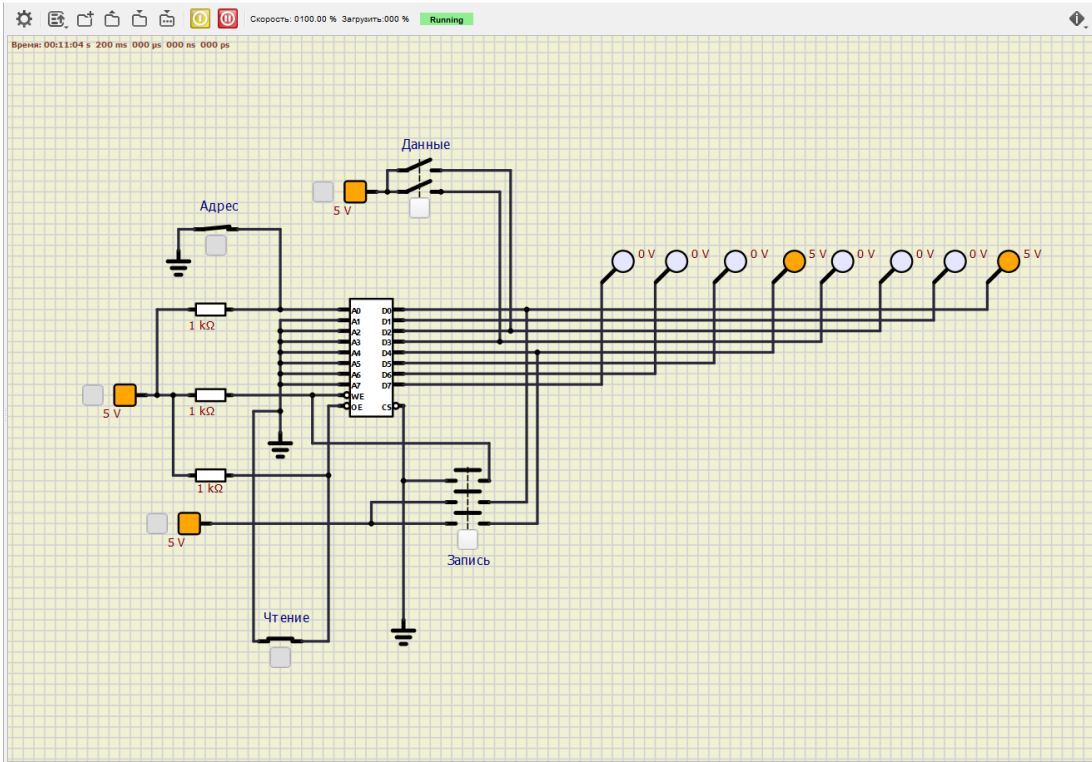 Скорость: 0100.00 % Загрузить:000 % Running
Время: 00:11:04 s 200 ms 000 μs 000 ns 000 ps
Данные
5 V
Адрес
0 V 0 V 0 V 5 V 0 V 0 V 0 V 5 V
1 kΩ
A0 D0
A1 D1
A2 D2
A3 D3
A4 D4
A5 D5
A6 D6
A7 D7
WE
OE CS
5 V
1 kΩ
1 kΩ
5 V
Запись
Чтение